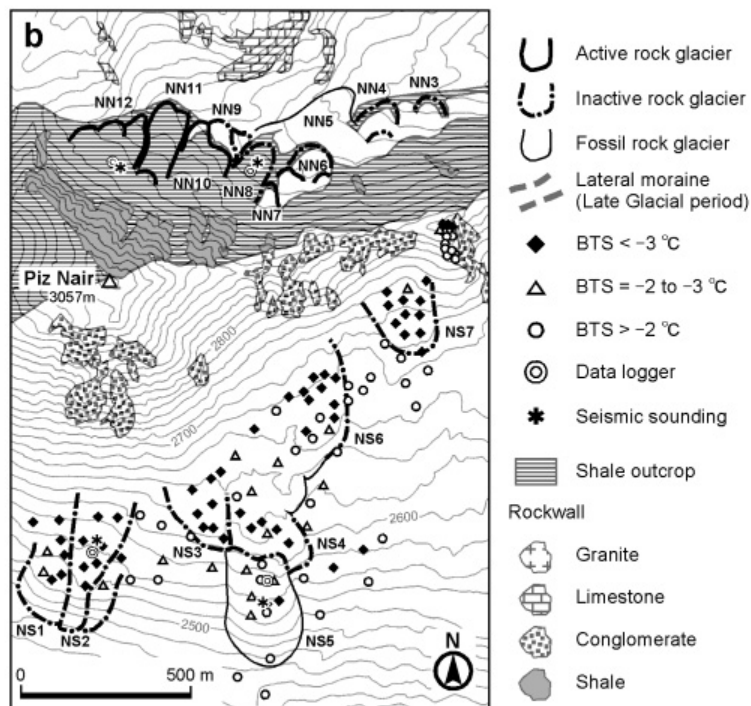 b
NN11
NN12
NN9
NN4
NN3
NN5
NN6
NN10
NN8
NN7
Piz Nair
3057m
2800
NS7
2700
NS6
2600
NS3
NS4
NS1
NS2
2500
NS5
0
500 m
N
Active rock glacier
Inactive rock glacier
Fossil rock glacier
Lateral moraine
(Late Glacial period)
BTS < −3 °C
BTS = −2 to −3 °C
BTS > −2 °C
Data logger
Seismic sounding
Shale outcrop
Rockwall
Granite
Limestone
Conglomerate
Shale